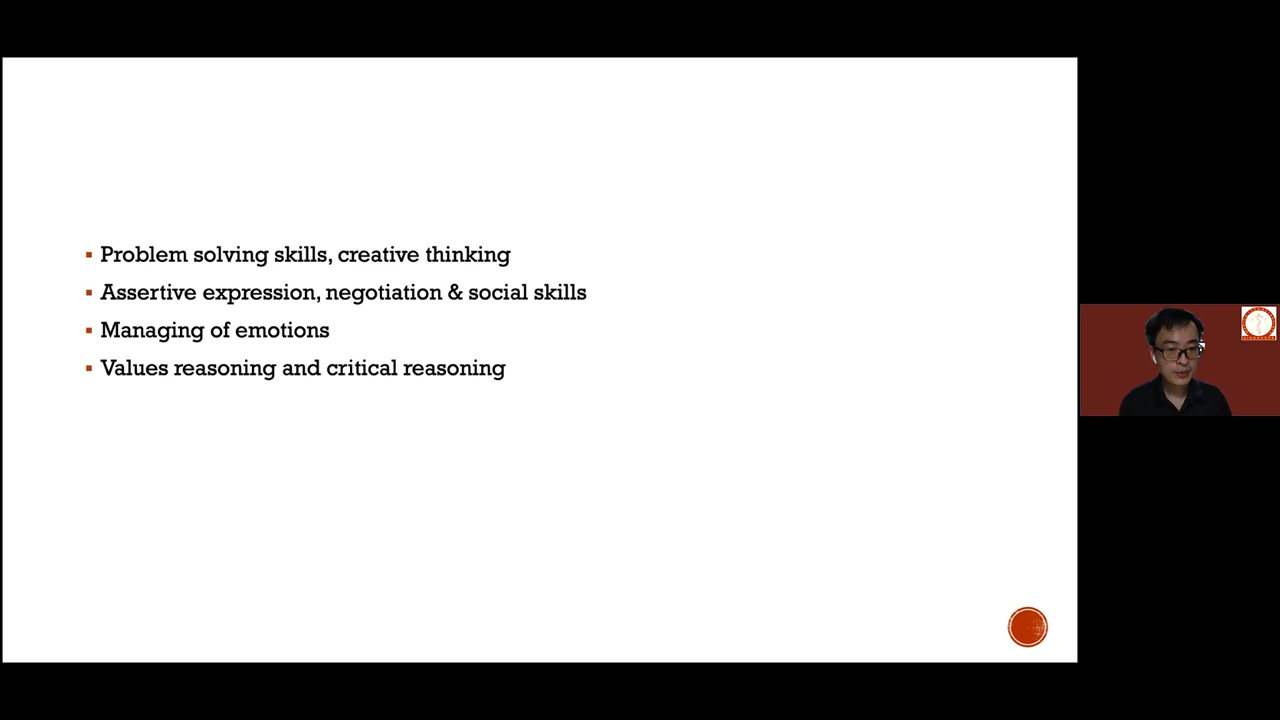 Problem solving skills, creative thinking
Assertive expression, negotiation & social skills
Managing of emotions
Values reasoning and critical reasoning